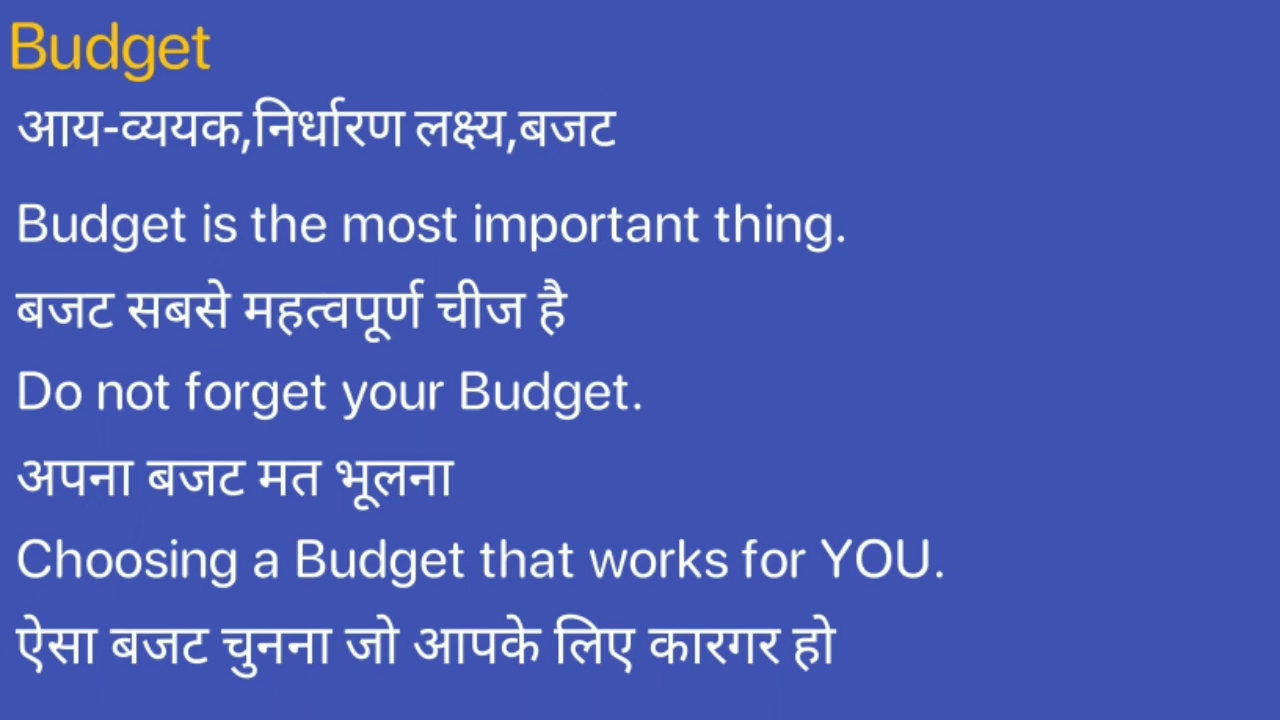 Budget
आय-व्ययक,निर्धारण लक्ष्य,बजट
Budget is the most important thing.
बजट सबसे महत्वपूर्ण चीज है
Do not forget your Budget.
अपना बजट मत भूलना
Choosing a Budget that works for YOU.
ऐसा बजट चुनना जो आपके लिए कारगर हो